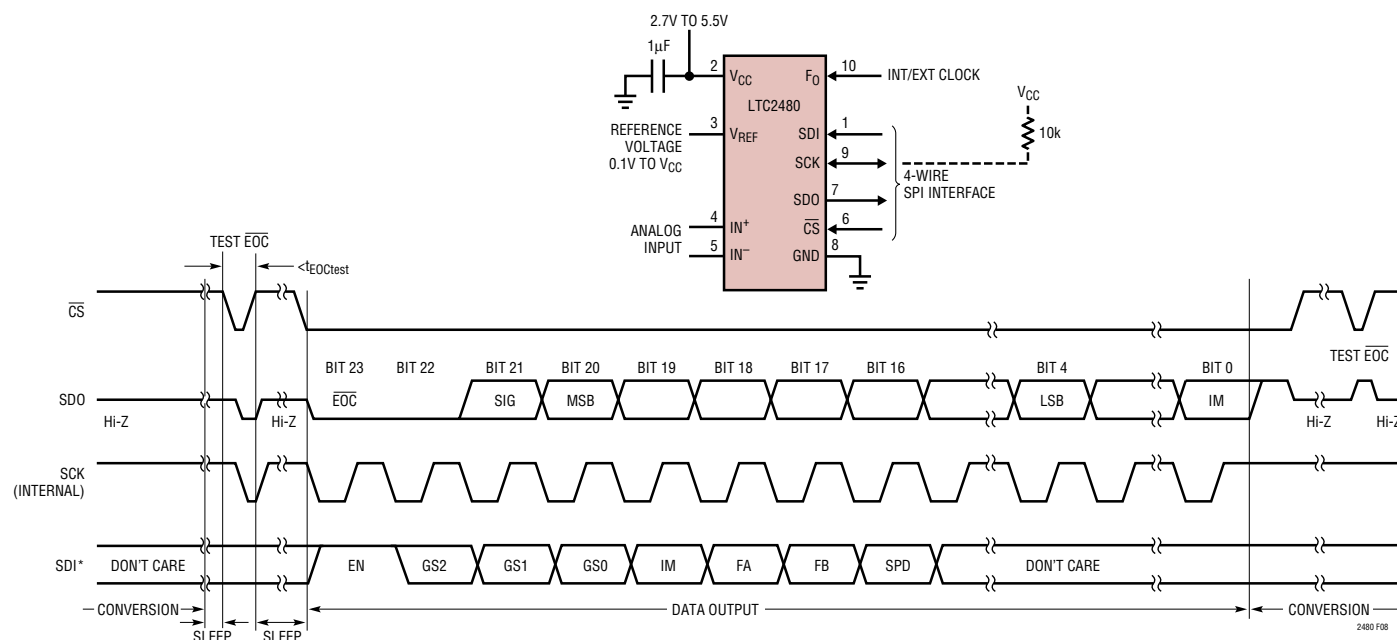 2.7V TO 5.5V
1µF
2 VCC FO 10 INT/EXT CLOCK
LTC2480
VCC
10k
REFERENCE VOLTAGE 0.1V TO VCC
3 VREF SDI 1
SCK 9
4-WIRE SPI INTERFACE
SDO 7
ANALOG INPUT
4 IN+ CS 6
5 IN− GND 8
TEST EOC
<tEOCtest
CS
BIT 23 BIT 22 BIT 21 BIT 20 BIT 19 BIT 18 BIT 17 BIT 16 BIT 4 BIT 0 TEST EOC
SDO EOC SIG MSB LSB IM
Hi-Z Hi-Z Hi-Z Hi-Z
SCK
(INTERNAL)
SDI* DON'T CARE EN GS2 GS1 GS0 IM FA FB SPD DON'T CARE
CONVERSION DATA OUTPUT CONVERSION
SLEEP SLEEP
2480 F08